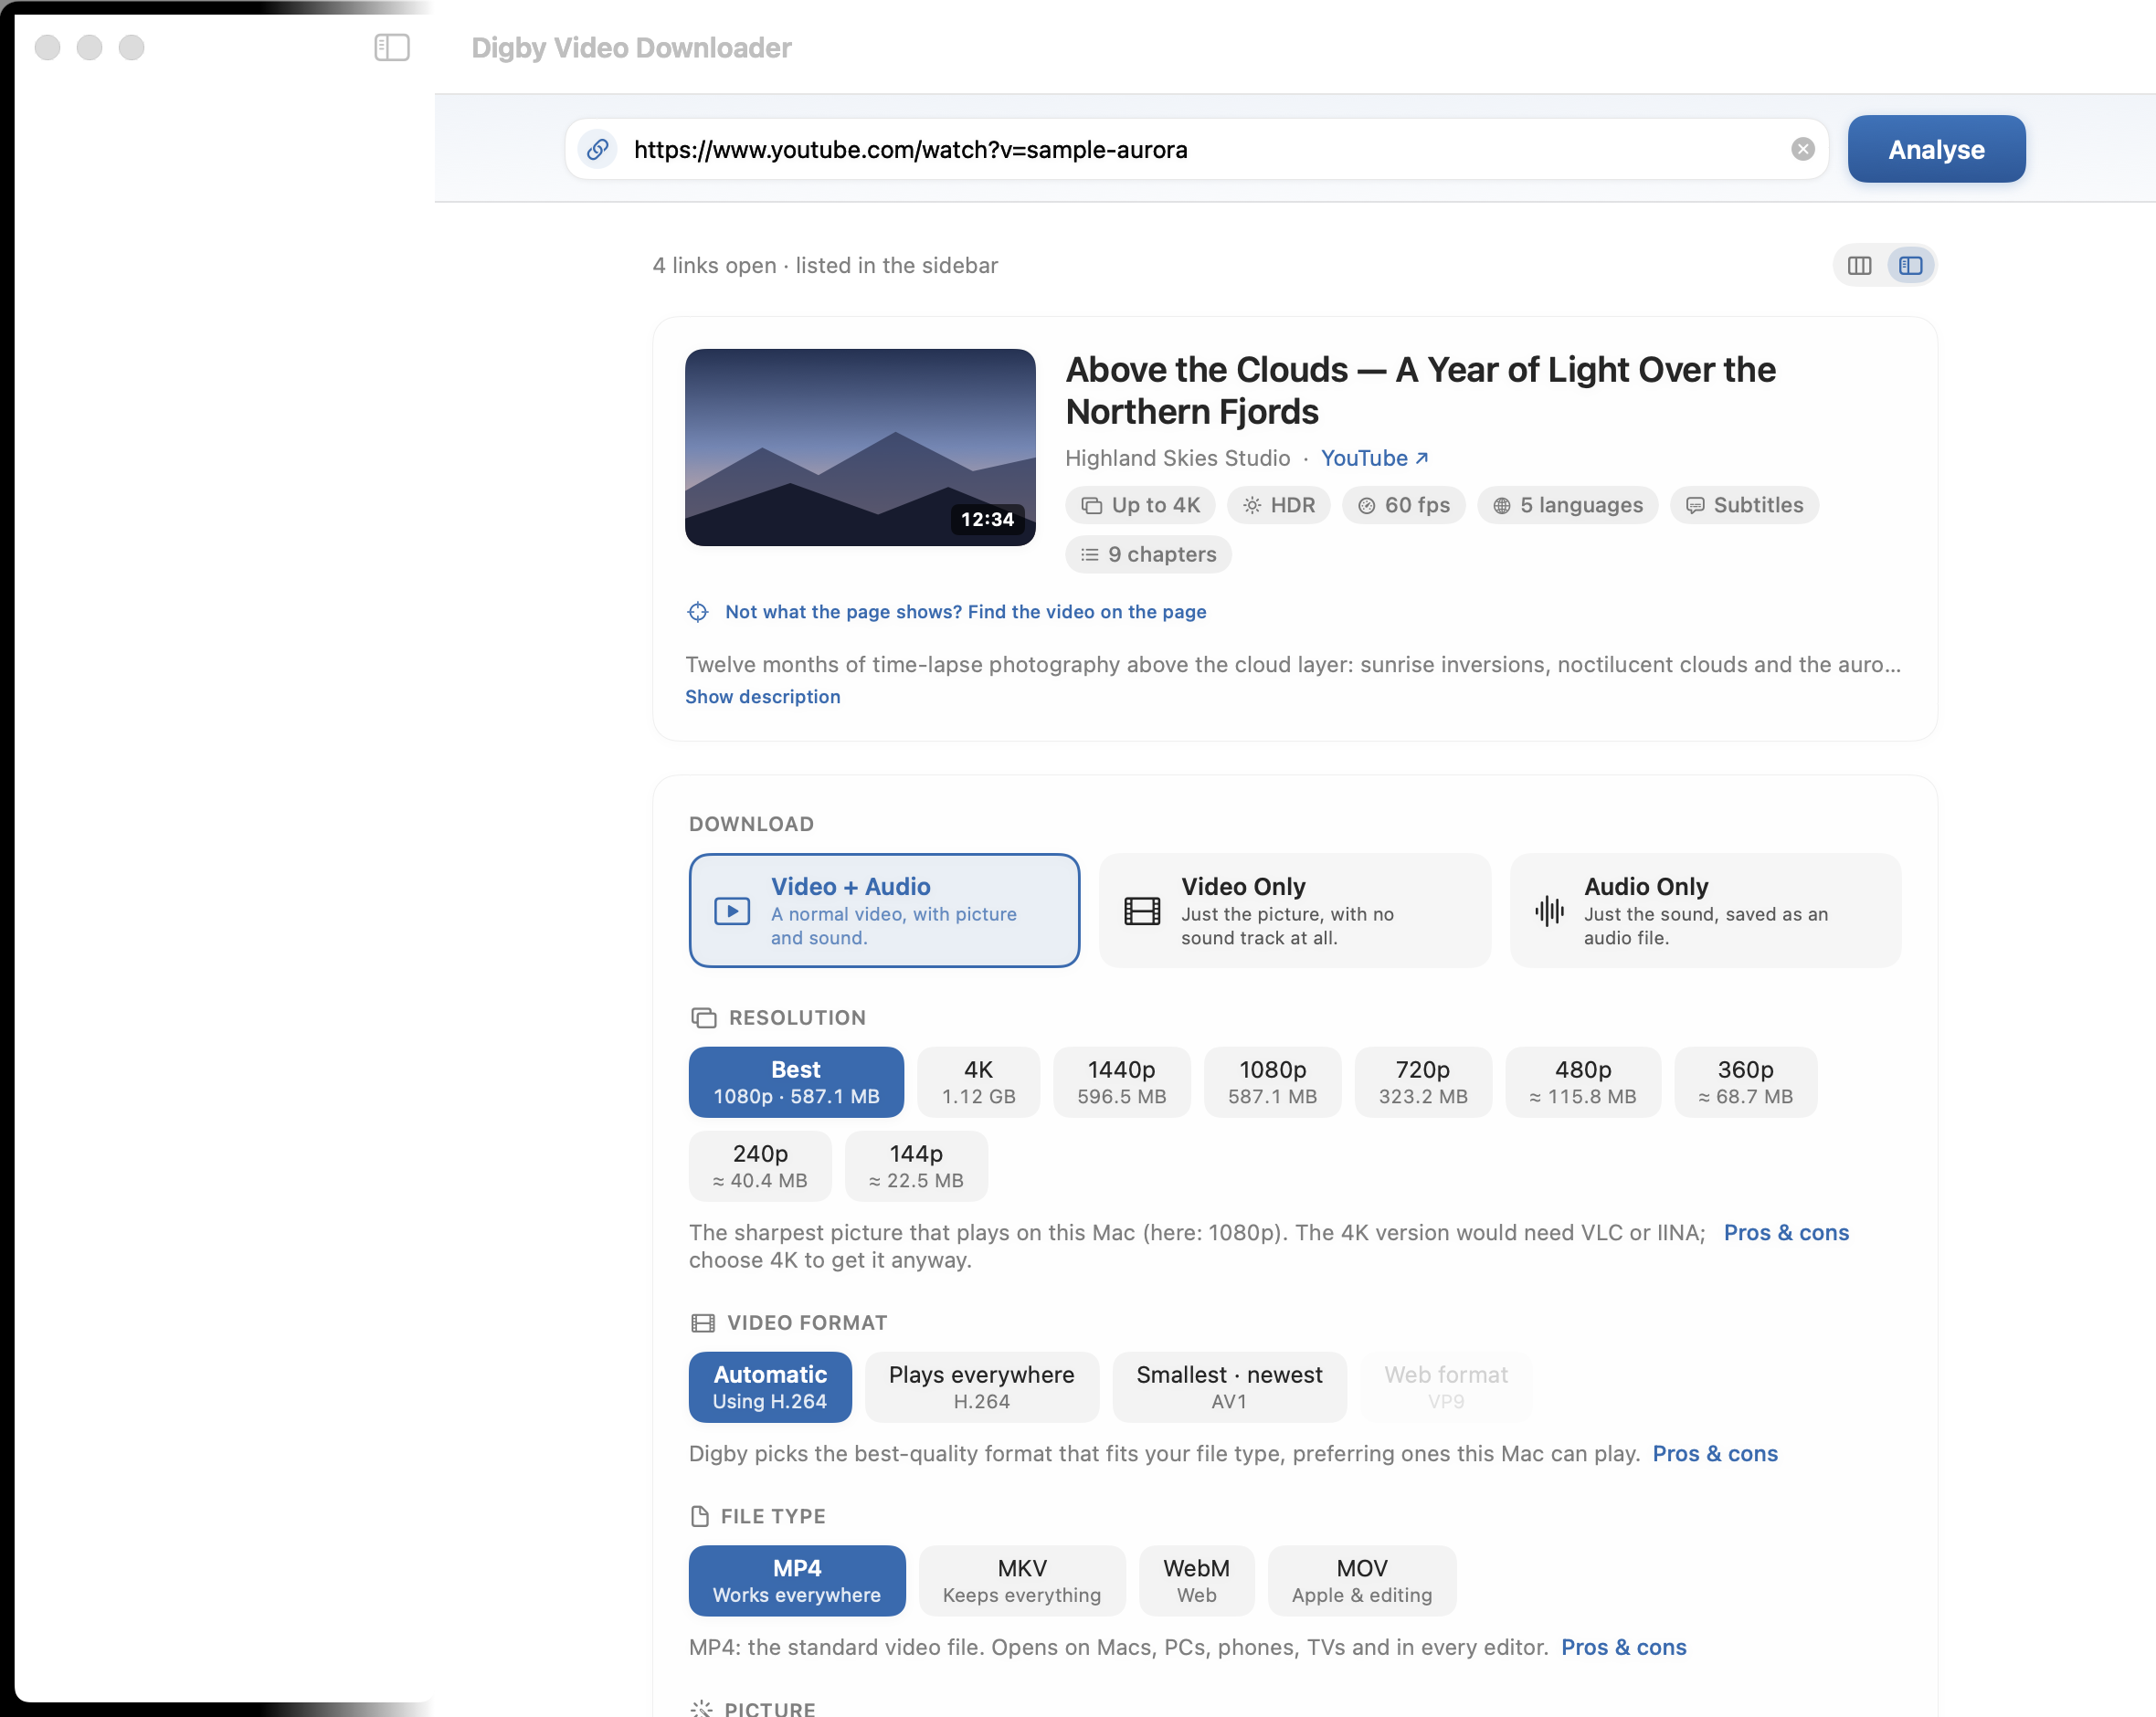 Digby Video Downloader
https://www.youtube.com/watch?v=sample-aurora
Analyse
4 links open · listed in the sidebar
12:34
Above the Clouds — A Year of Light Over the
Northern Fjords
Highland Skies Studio · YouTube ↗
Up to 4K
HDR
60 fps
5 languages
Subtitles
9 chapters
Not what the page shows? Find the video on the page
Twelve months of time-lapse photography above the cloud layer: sunrise inversions, noctilucent clouds and the auro...
Show description
DOWNLOAD
Video + Audio
A normal video, with picture
and sound.
Video Only
Just the picture, with no
sound track at all.
Audio Only
Just the sound, saved as an
audio file.
RESOLUTION
Best
1080p · 587.1 MB
4K
1.12 GB
1440p
596.5 MB
1080p
587.1 MB
720p
323.2 MB
480p
≈ 115.8 MB
360p
≈ 68.7 MB
240p
≈ 40.4 MB
144p
≈ 22.5 MB
The sharpest picture that plays on this Mac (here: 1080p). The 4K version would need VLC or IINA; Pros & cons
choose 4K to get it anyway.
VIDEO FORMAT
Automatic
Using H.264
Plays everywhere
H.264
Smallest · newest
AV1
Web format
VP9
Digby picks the best-quality format that fits your file type, preferring ones this Mac can play. Pros & cons
FILE TYPE
MP4
Works everywhere
MKV
Keeps everything
WebM
Web
MOV
Apple & editing
MP4: the standard video file. Opens on Macs, PCs, phones, TVs and in every editor. Pros & cons
PICTURE